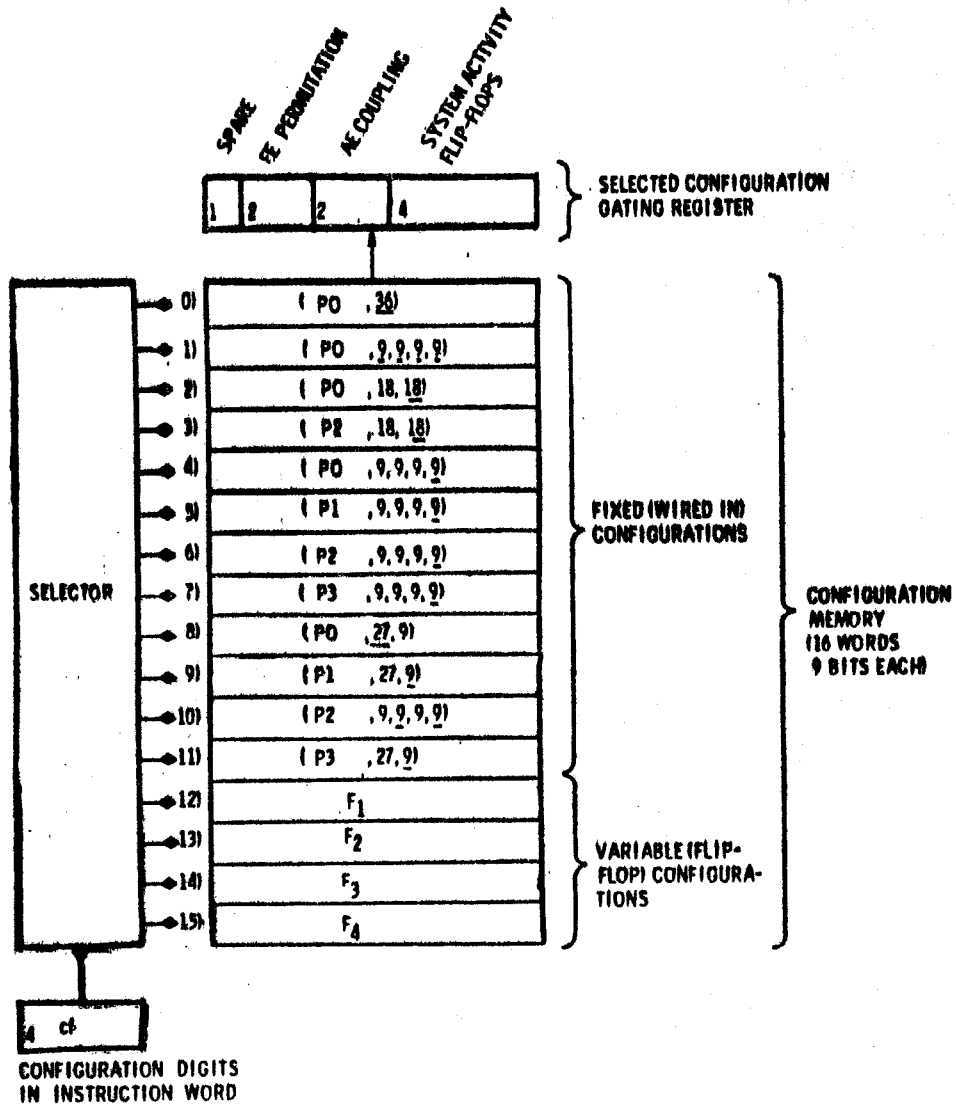 SPARE
PE PERMUTATION
AE COUPLING
SYSTEM ACTIVITY
FLIP-FLOPS
1 2 2 4
SELECTED CONFIGURATION
GATING REGISTER
0) ( P0 , 36)
1) ( P0 , 9, 9, 9, 9)
2) ( P0 , 18, 18)
3) ( P2 , 18, 18)
4) ( P0 , 9, 9, 9, 9)
5) ( P1 , 9, 9, 9, 9)
6) ( P2 , 9, 9, 9, 9)
7) ( P3 , 9, 9, 9, 9)
8) ( P0 , 27, 9)
9) ( P1 , 27, 9)
10) ( P2 , 9, 9, 9, 9)
11) ( P3 , 27, 9)
12) F1
13) F2
14) F3
15) F4
SELECTOR
FIXED (WIRED IN)
CONFIGURATIONS
VARIABLE (FLIP-
FLOP) CONFIGURA-
TIONS
CONFIGURATION
MEMORY
(16 WORDS
9 BITS EACH)
4 cf
CONFIGURATION DIGITS
IN INSTRUCTION WORD